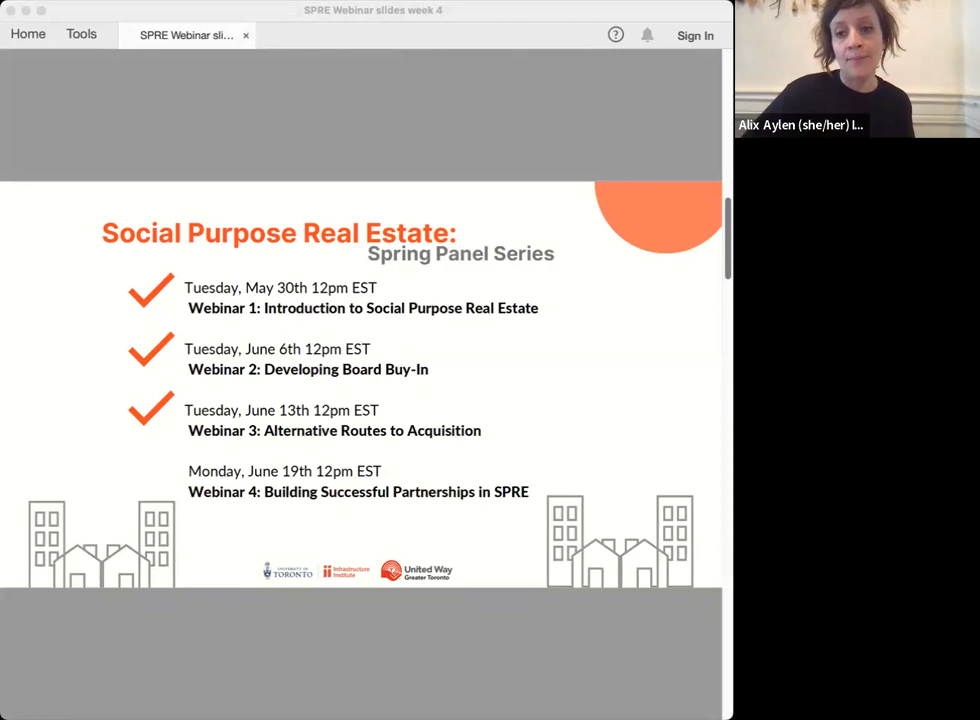 SPRE Webinar slides week 4
Home Tools SPRE Webinar sli... × Sign In
Alix Aylen (she/her) I...
Social Purpose Real Estate:
Spring Panel Series
Tuesday, May 30th 12pm EST
Webinar 1: Introduction to Social Purpose Real Estate
Tuesday, June 6th 12pm EST
Webinar 2: Developing Board Buy-In
Tuesday, June 13th 12pm EST
Webinar 3: Alternative Routes to Acquisition
Monday, June 19th 12pm EST
Webinar 4: Building Successful Partnerships in SPRE
UNIVERSITY OF
TORONTO
Infrastructure
Institute
United Way
Greater Toronto